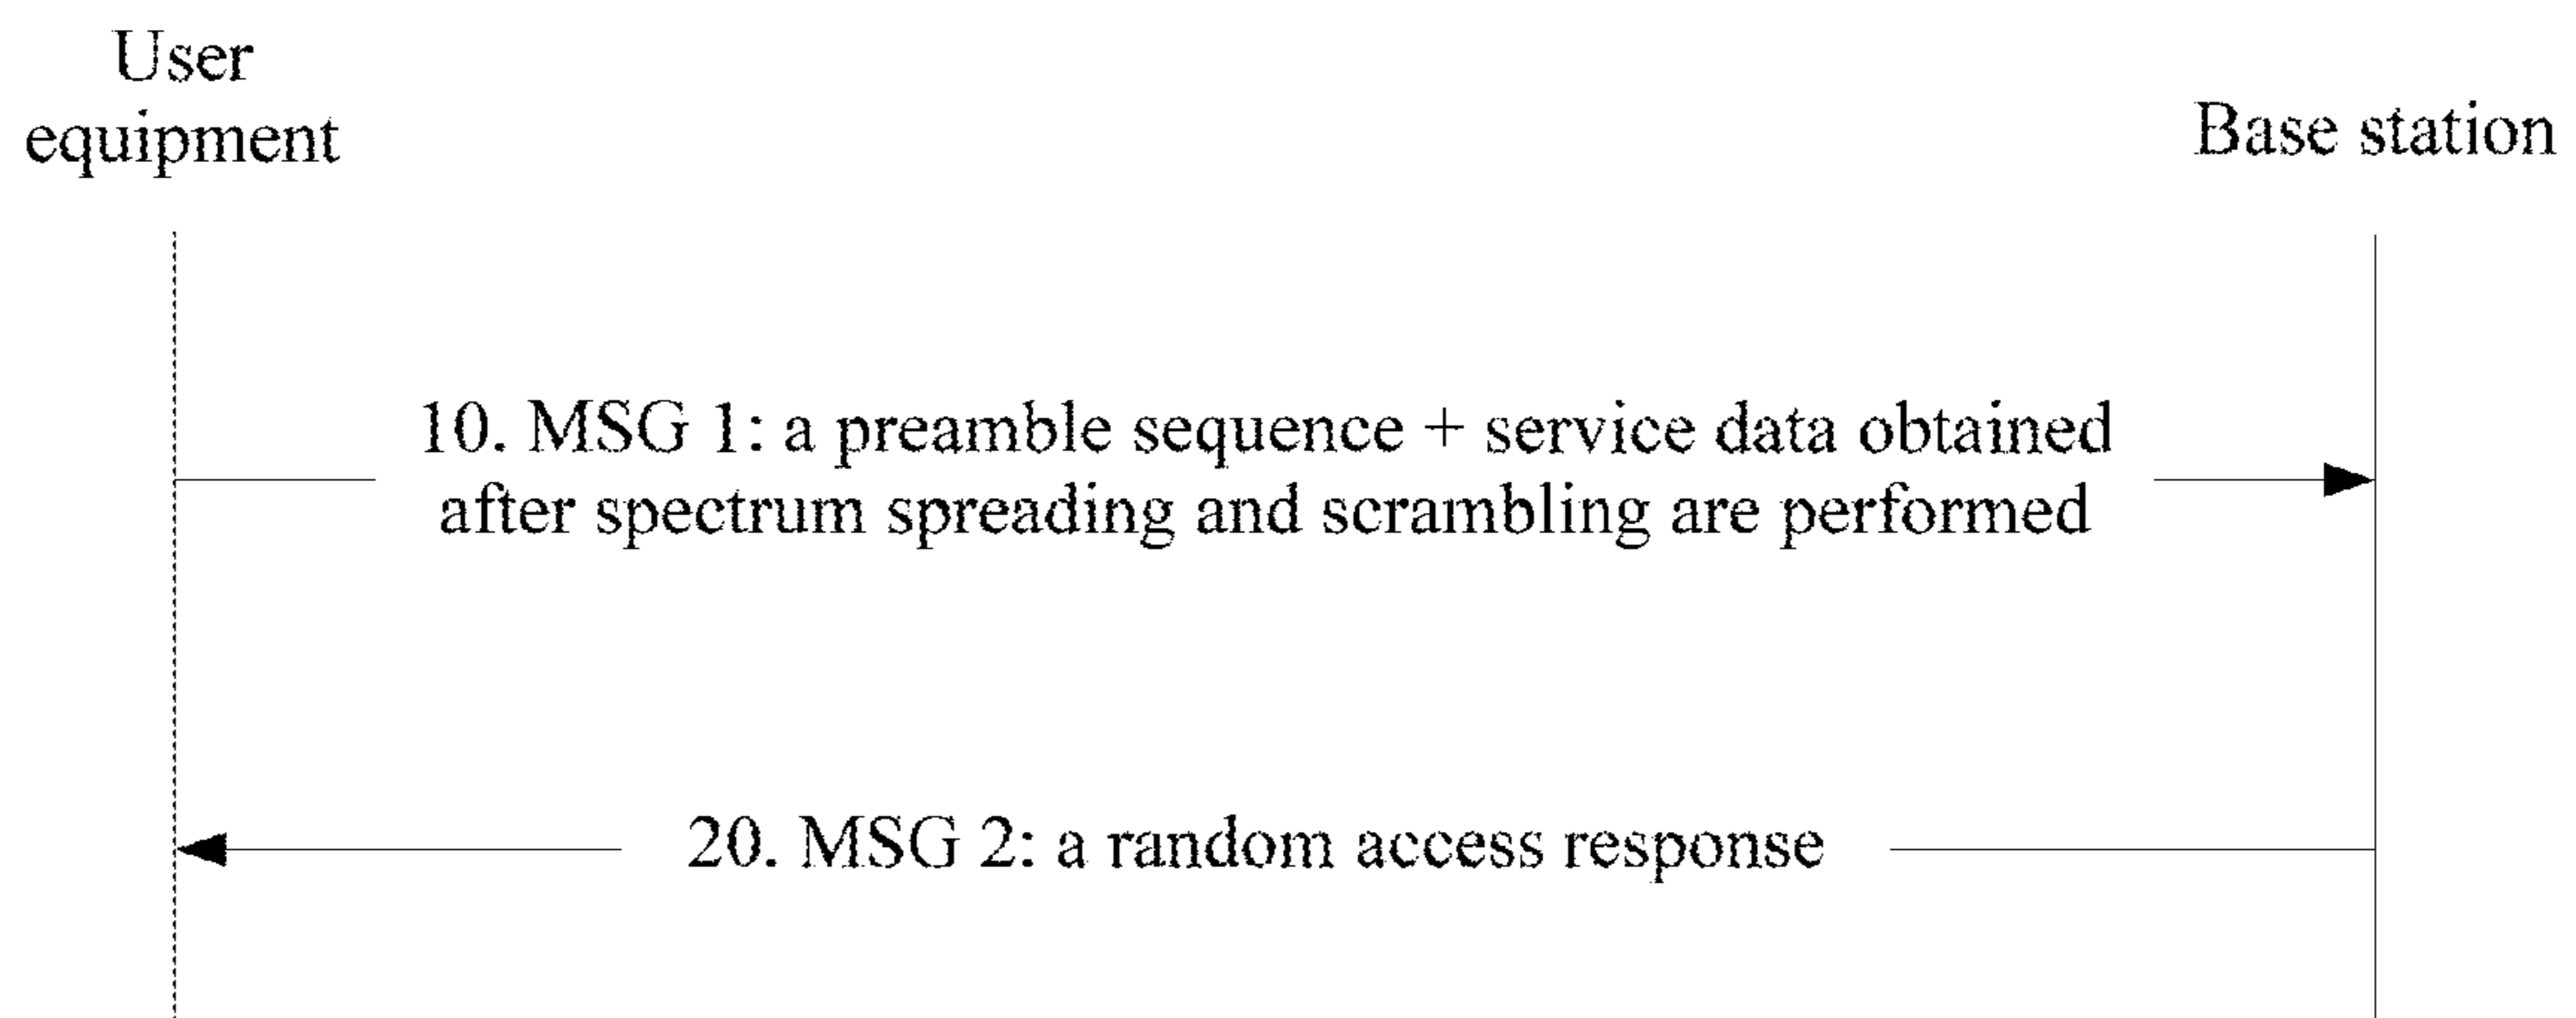 User
equipment
Base station
10. MSG 1: a preamble sequence + service data obtained
after spectrum spreading and scrambling are performed
20. MSG 2: a random access response